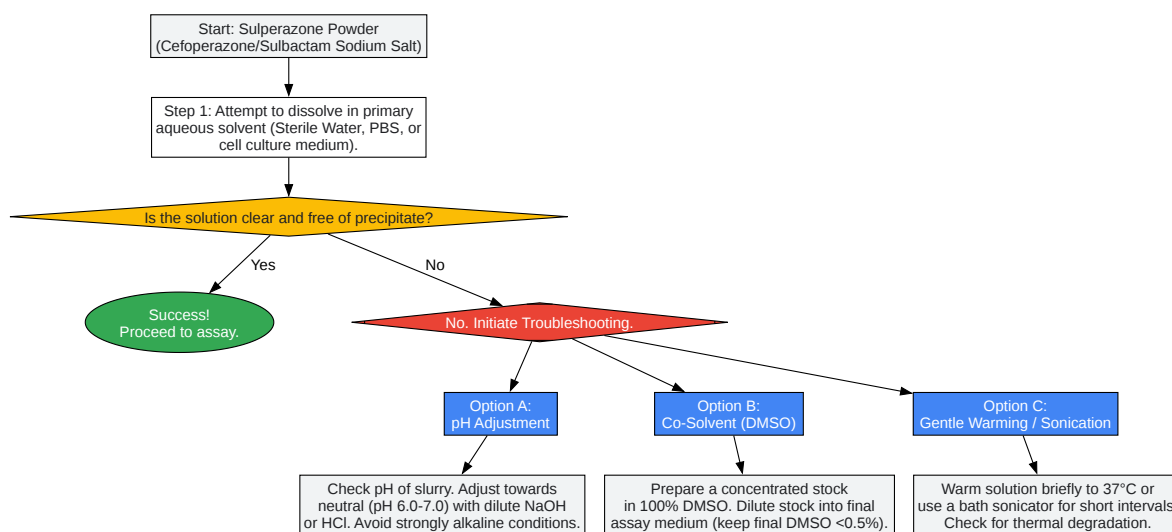 Start: Sulperazone Powder
(Cefoperazone/Sulbactam Sodium Salt)
Step 1: Attempt to dissolve in primary
aqueous solvent (Sterile Water, PBS, or
cell culture medium).
Is the solution clear and free of precipitate?
Yes
No
Success!
Proceed to assay.
No. Initiate Troubleshooting.
Option A:
pH Adjustment
Option B:
Co-Solvent (DMSO)
Option C:
Gentle Warming / Sonication
Check pH of slurry. Adjust towards
neutral (pH 6.0-7.0) with dilute NaOH
or HCl. Avoid strongly alkaline conditions.
Prepare a concentrated stock
in 100% DMSO. Dilute stock into final
assay medium (keep final DMSO <0.5%).
Warm solution briefly to 37°C or
use a bath sonicator for short intervals.
Check for thermal degradation.